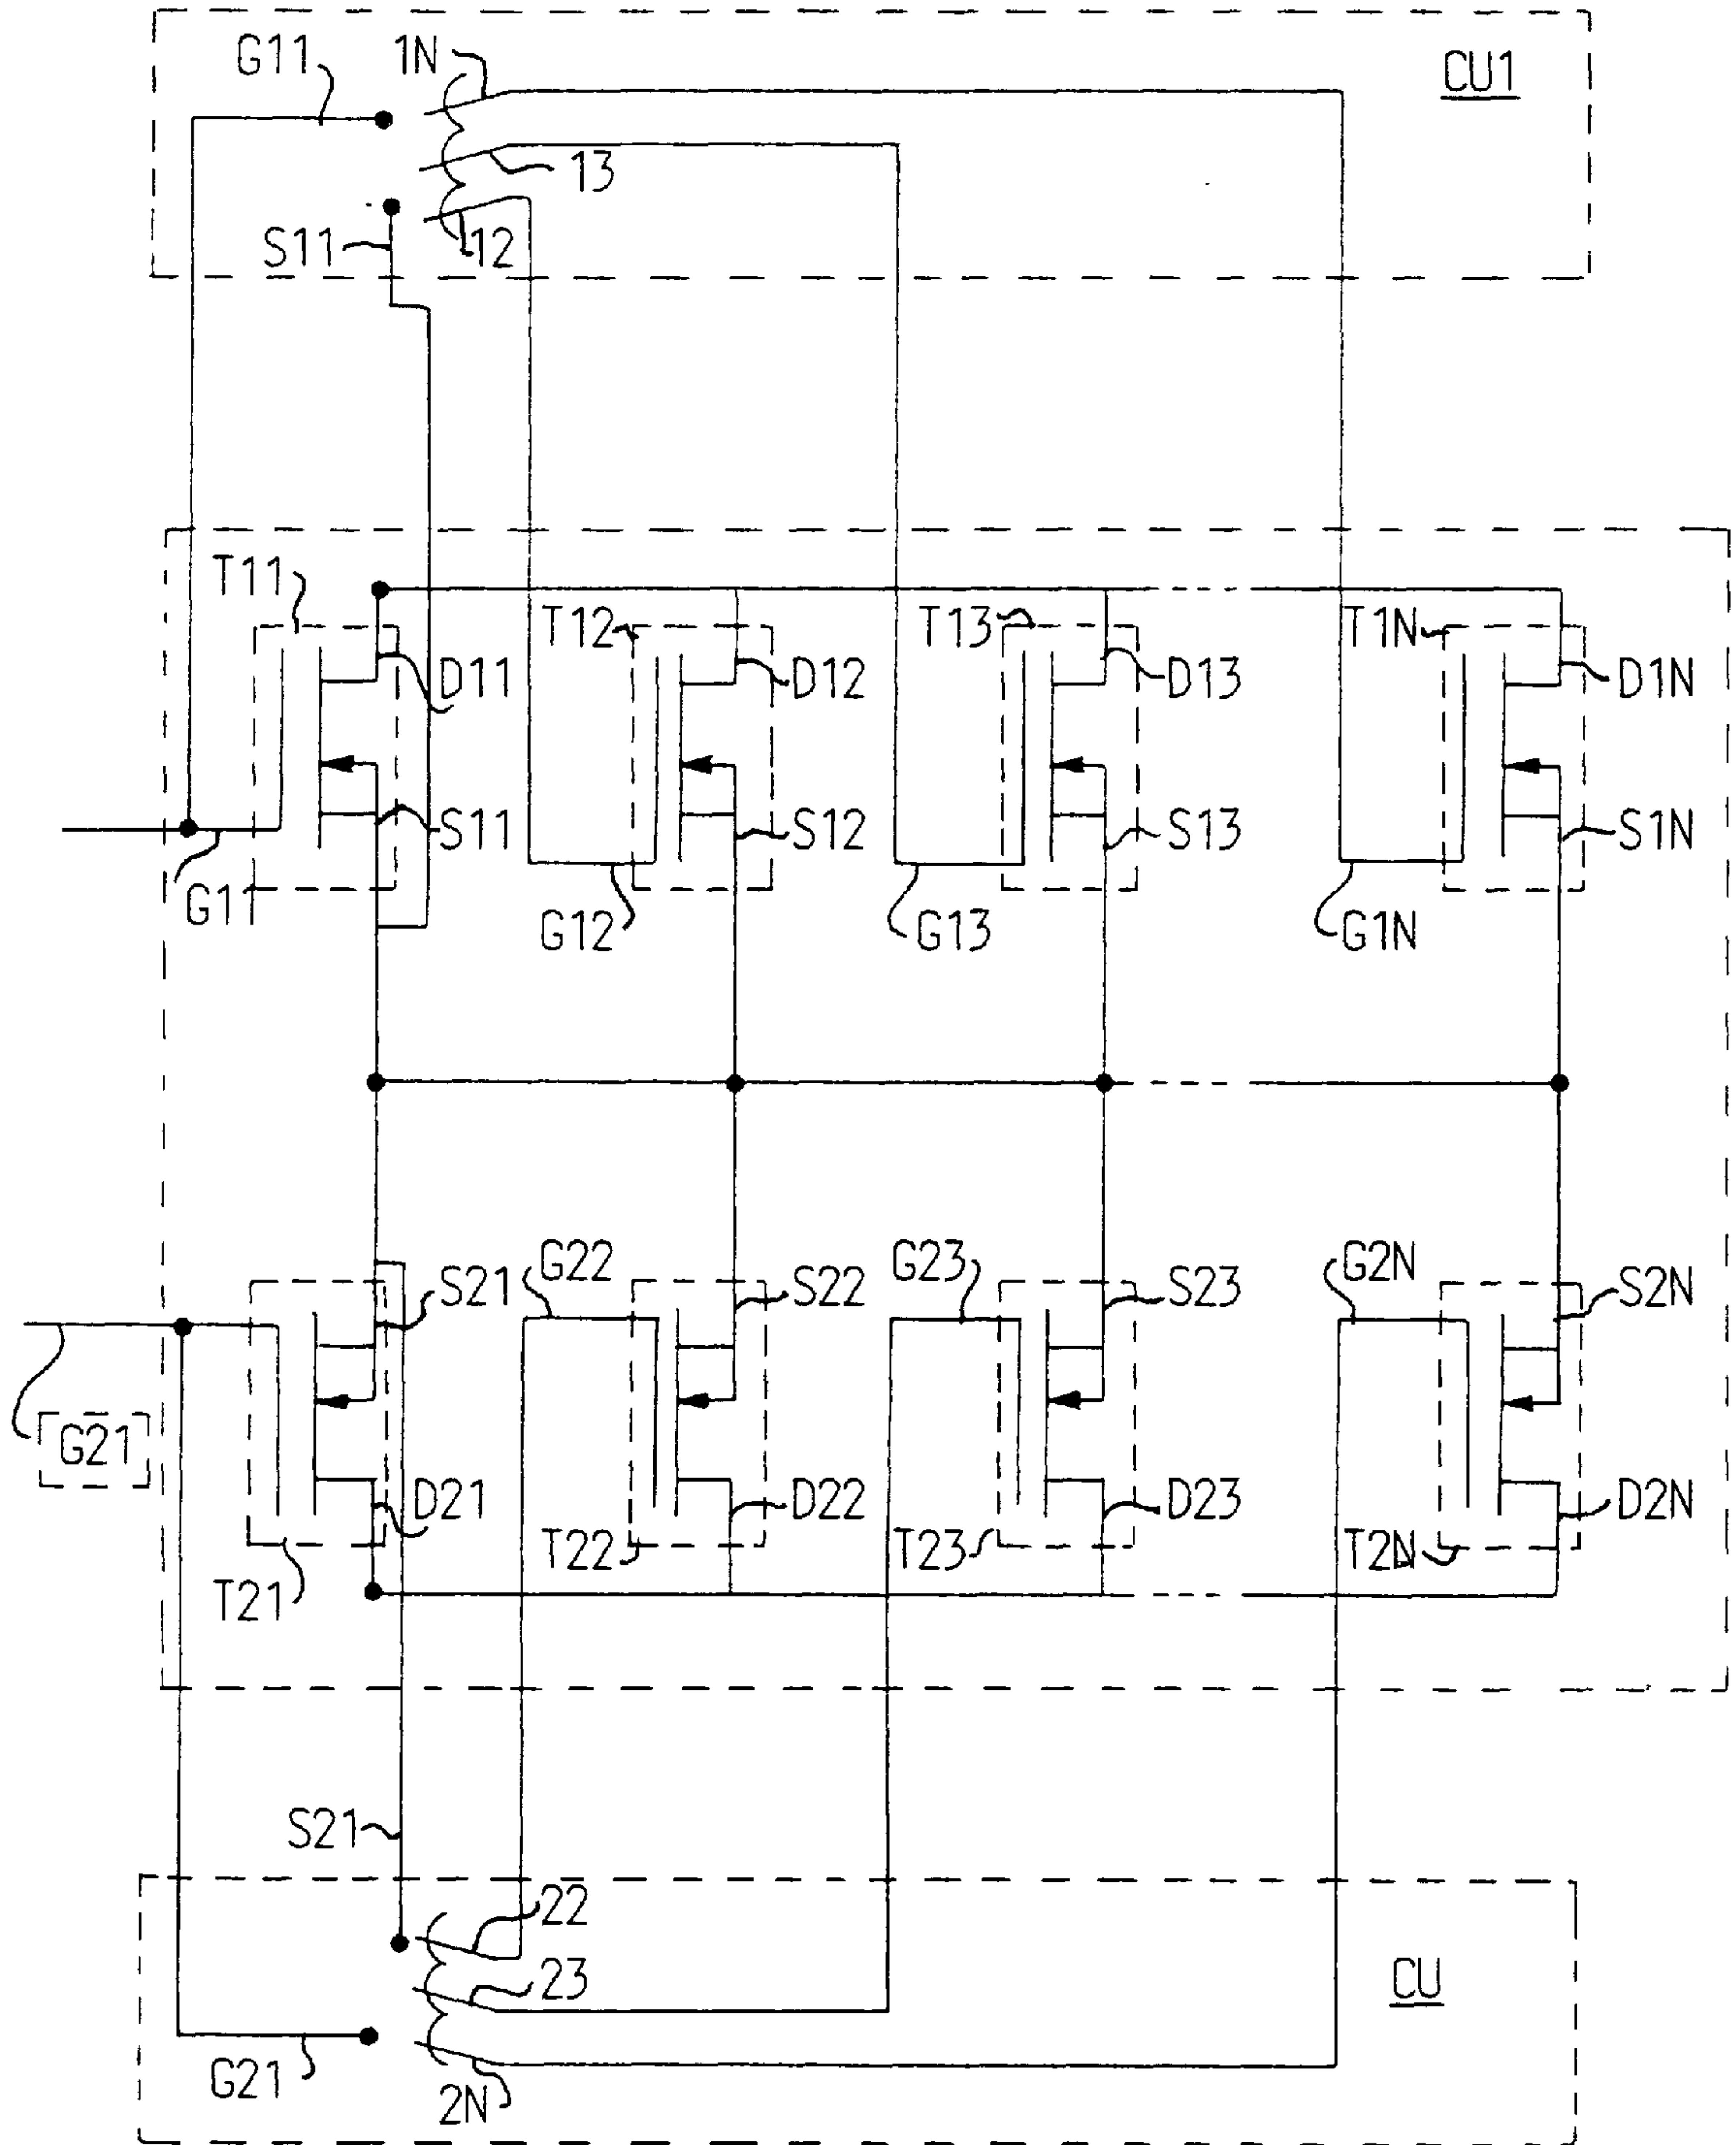 G11 1N CU1
13
S11 12
T11 T12 T13 T1N
D11 D12 D13 D1N
S11 S12 S13 S1N
G11 G12 G13 G1N
G22 G23 G2N
S21 S22 S23 S2N
G21
D21 D22 D23 D2N
T21 T22 T23 T2N
S21
22
23 CU
G21 2N